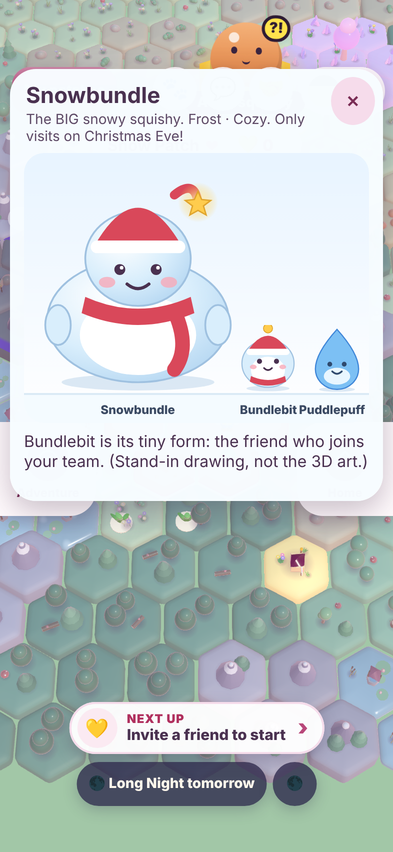 ?!
Snowbundle
The BIG snowy squishy. Frost · Cozy. Only
visits on Christmas Eve!
×
Snowbundle
Bundlebit
Puddlepuff
Bundlebit is its tiny form: the friend who joins
your team. (Stand-in drawing, not the 3D art.)
NEXT UP
Invite a friend to start
Long Night tomorrow